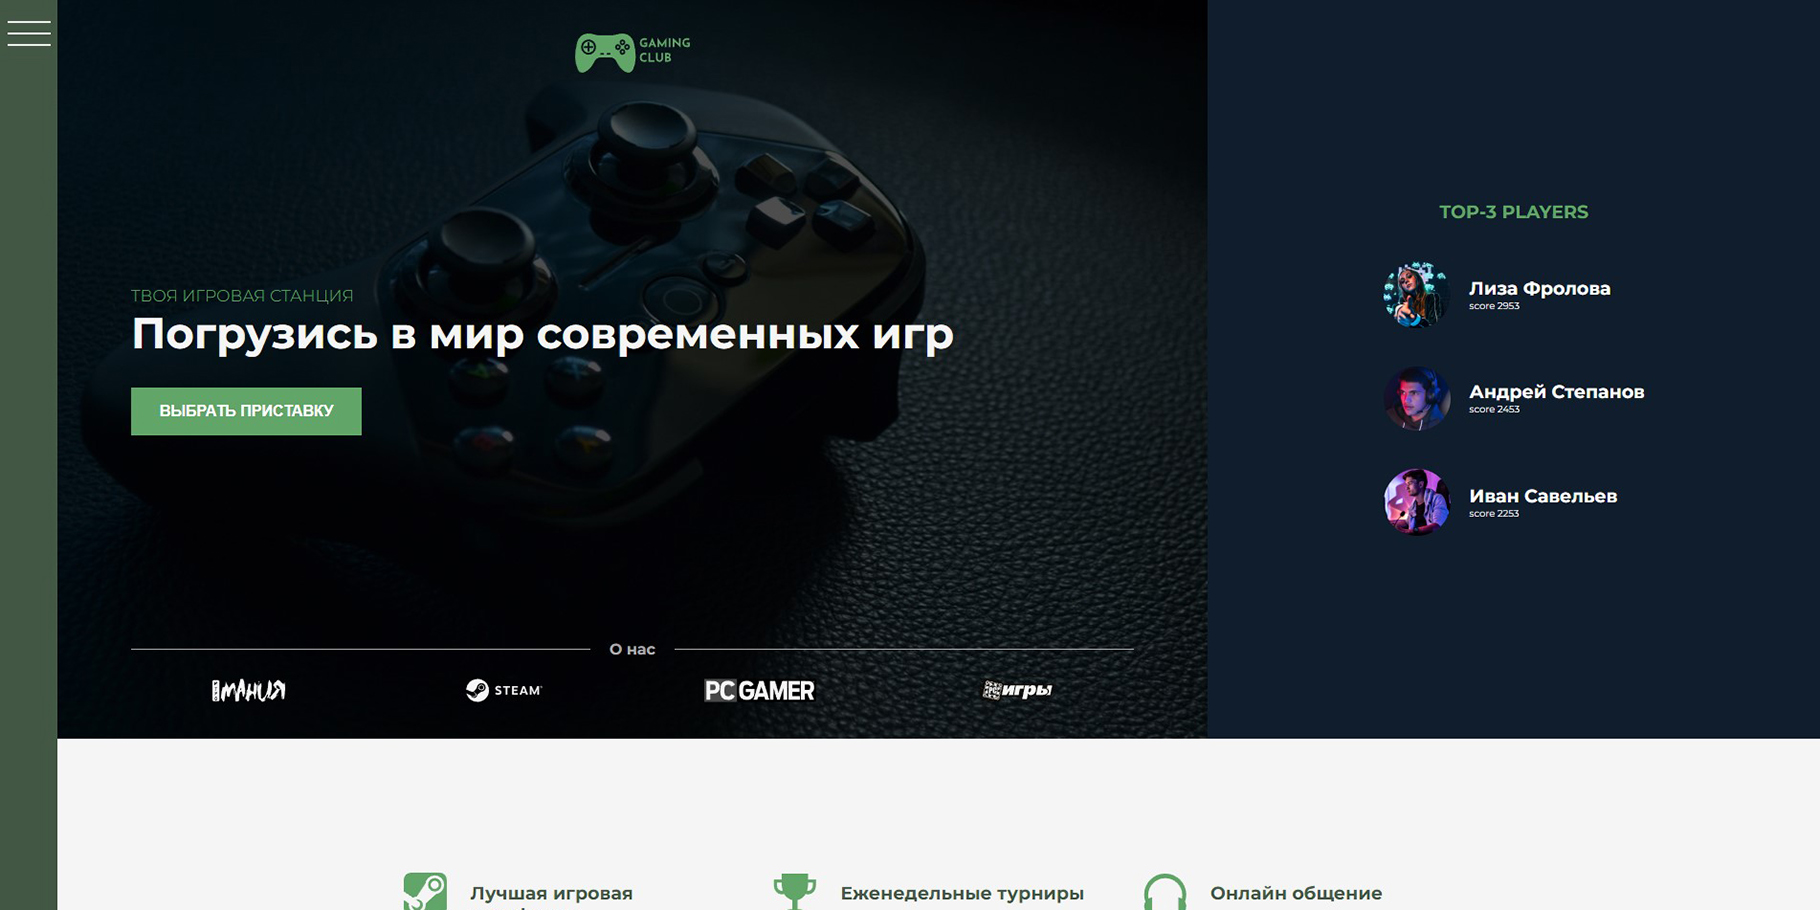 GAMING
CLUB
ТВОЯ ИГРОВАЯ СТАНЦИЯ
Погрузись в мир современных игр
ВЫБРАТЬ ПРИСТАВКУ
О нас
МАНИЯ
STEAM
PC GAMER
ИГРЫ
TOP-3 PLAYERS
Лиза Фролова
score 2953
Андрей Степанов
score 2453
Иван Савельев
score 2253
Лучшая игровая
Еженедельные турниры
Онлайн общение